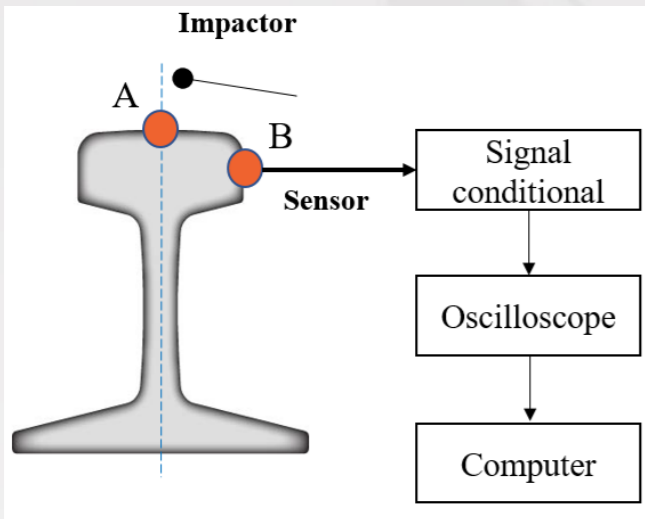 Impactor
A
B
Sensor
Signal
conditional
Oscilloscope
Computer